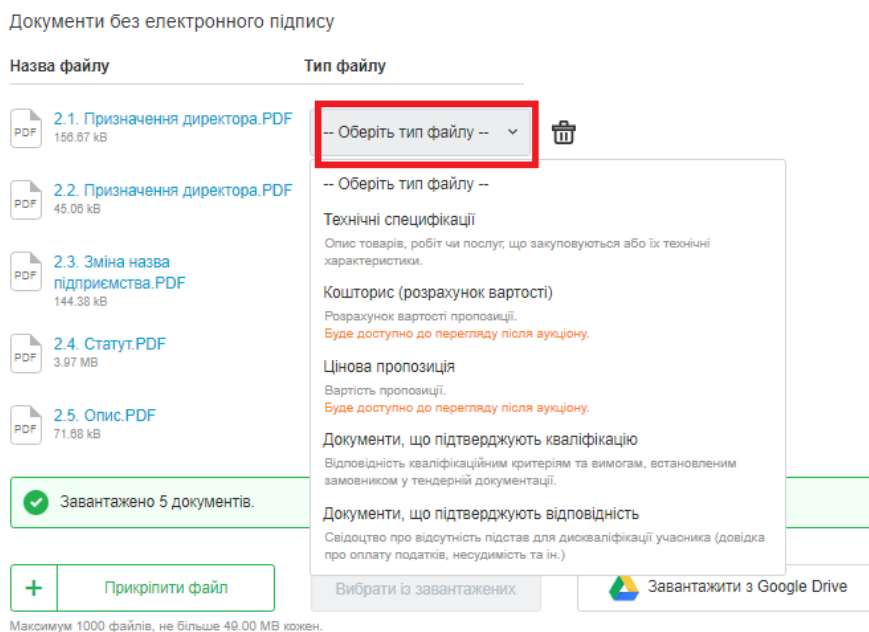 Документи без електронного підпису
Назва файлу
Тип файлу
PDF
2.1. Призначення директора.PDF
156.67 kB
-- Оберіть тип файлу --
PDF
2.2. Призначення директора.PDF
45.06 kB
PDF
2.3. Зміна назва
підприємства.PDF
144.38 kB
PDF
2.4. Статут.PDF
3.97 MB
PDF
2.5. Опис.PDF
71.68 kB
-- Оберіть тип файлу --
Технічні специфікації
Опис товарів, робіт чи послуг, що закуповуються або їх технічні
характеристики.
Кошторис (розрахунок вартості)
Розрахунок вартості пропозиції.
Буде доступно до перегляду після аукціону.
Цінова пропозиція
Вартість пропозиції.
Буде доступно до перегляду після аукціону.
Документи, що підтверджують кваліфікацію
Відповідність кваліфікаційним критеріям та вимогам, встановленим
замовником у тендерній документації.
Документи, що підтверджують відповідність
Свідоцтво про відсутність підстав для дискваліфікації учасника (довідка
про оплату податків, несудимість та ін.)
Завантажено 5 документів.
+ Прикріпити файл
Вибрати із завантажених
Завантажити з Google Drive
Максимум 1000 файлів, не більше 49.00 MB кожен.